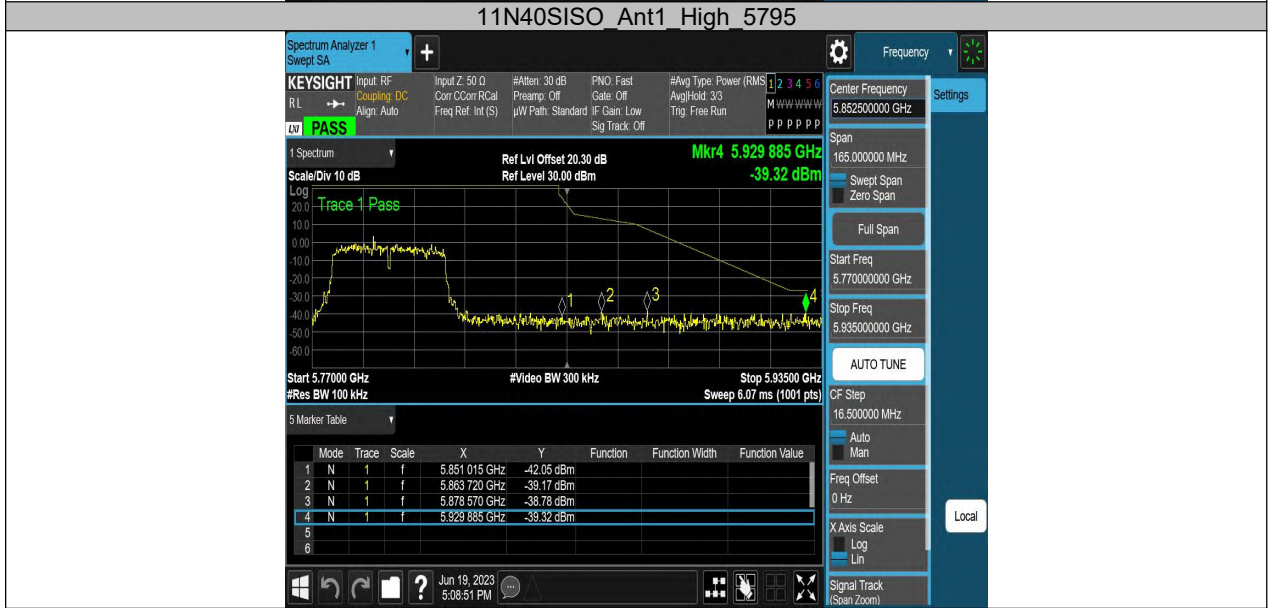 11N40SISO_Ant1_High_5795
Spectrum Analyzer 1
Swept SA
+
Frequency
KEYSIGHT
Input: RF
Coupling: DC
Align: Auto
RL
LXI
PASS
Input Z: 50 Ω
Corr CCorr RCal
Freq Ref: Int (S)
#Atten: 30 dB
Preamp: Off
µW Path: Standard
PNO: Fast
Gate: Off
IF Gain: Low
Sig Track: Off
#Avg Type: Power (RMS
Avg|Hold: 3/3
Trig: Free Run
1 2 3 4 5 6
M W W W W W
P P P P P P
1 Spectrum
Scale/Div 10 dB
Ref Lvl Offset 20.30 dB
Ref Level 30.00 dBm
Mkr4 5.929 885 GHz
-39.32 dBm
Log
Trace 1 Pass
20.0
10.0
0.00
-10.0
-20.0
-30.0
-40.0
-50.0
-60.0
1
2
3
4
Start 5.77000 GHz
#Res BW 100 kHz
#Video BW 300 kHz
Stop 5.93500 GHz
Sweep 6.07 ms (1001 pts)
5 Marker Table
Mode Trace Scale X Y Function Function Width Function Value
1 N 1 f 5.851 015 GHz -42.05 dBm
2 N 1 f 5.863 720 GHz -39.17 dBm
3 N 1 f 5.878 570 GHz -38.78 dBm
4 N 1 f 5.929 885 GHz -39.32 dBm
5
6
?
Jun 19, 2023
5:08:51 PM
Center Frequency
5.852500000 GHz
Settings
Span
165.000000 MHz
Swept Span
Zero Span
Full Span
Start Freq
5.770000000 GHz
Stop Freq
5.935000000 GHz
AUTO TUNE
CF Step
16.500000 MHz
Auto
Man
Freq Offset
0 Hz
X Axis Scale
Log
Lin
Local
Signal Track
(Span Zoom)